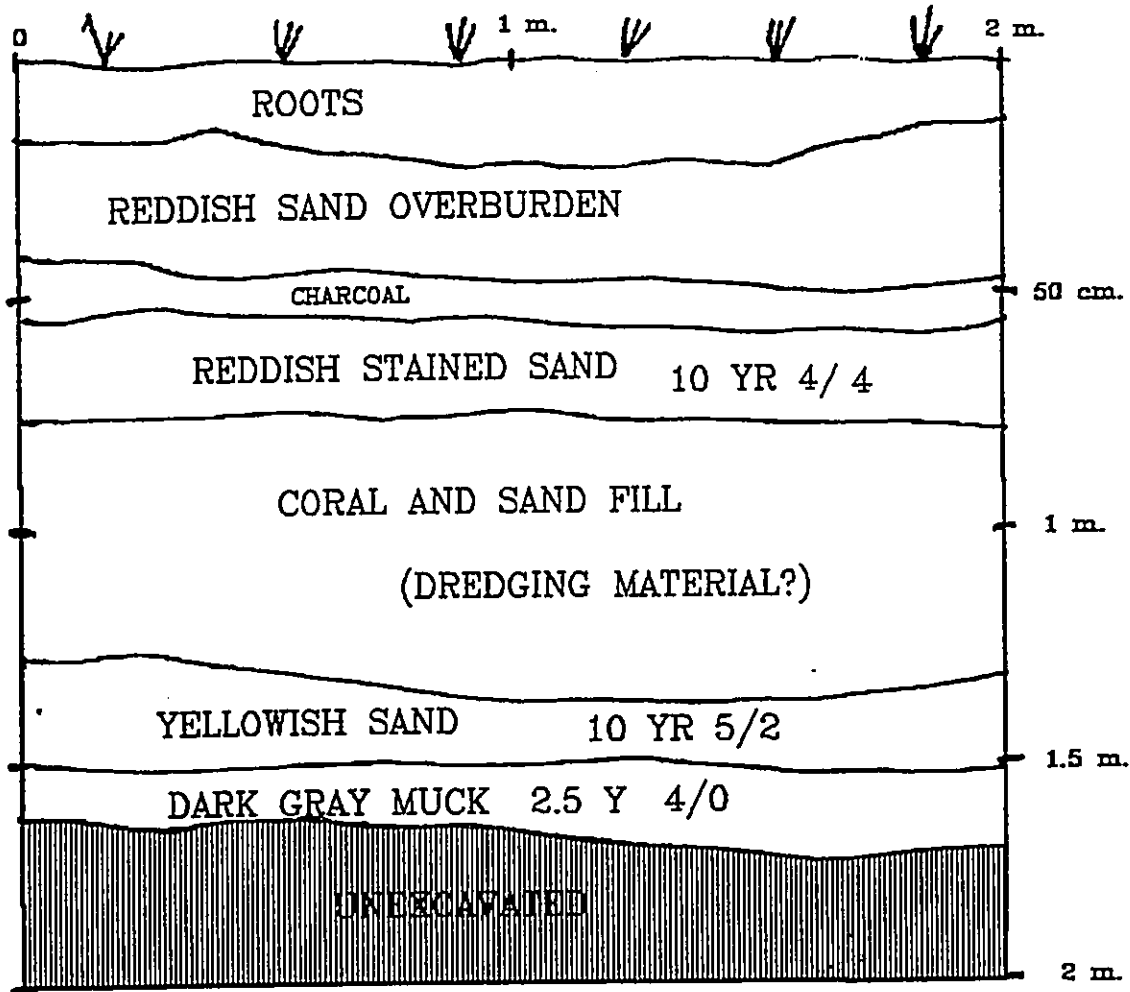 0 1 m. 2 m.
ROOTS
REDDISH SAND OVERBURDEN
CHARCOAL 50 cm.
REDDISH STAINED SAND 10 YR 4/4
CORAL AND SAND FILL
1 m.
(DREDGING MATERIAL?)
YELLOWISH SAND 10 YR 5/2
1.5 m.
DARK GRAY MUCK 2.5 Y 4/0
UNEXCAVATED
2 m.